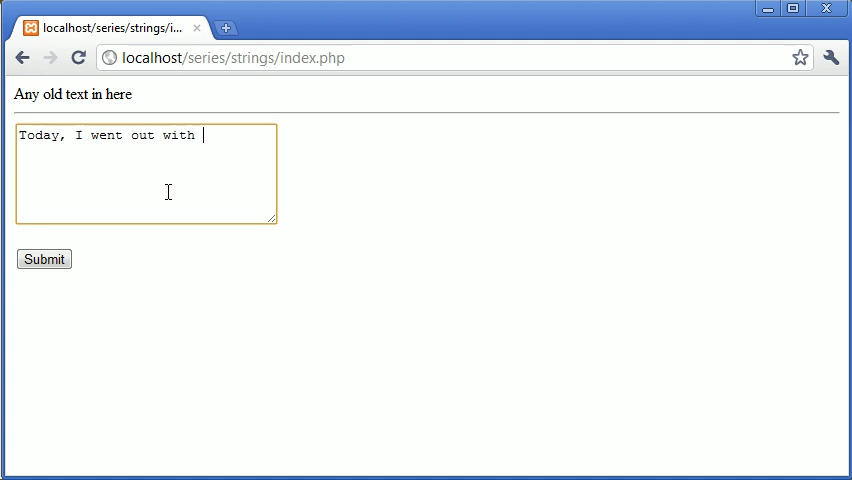 localhost/series/strings/i...
localhost/series/strings/index.php
Any old text in here
Today, I went out with
Submit